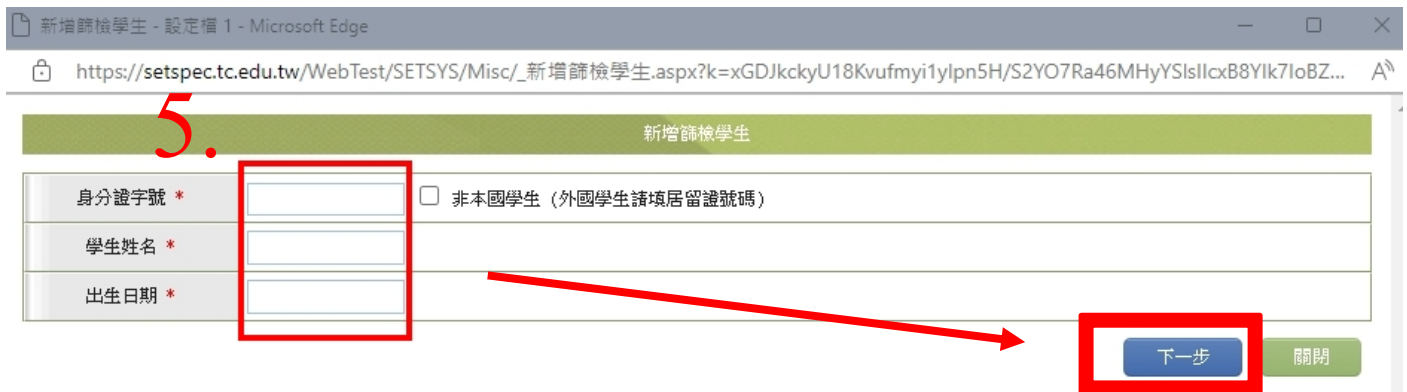 新增篩檢學生 - 設定檔 1 - Microsoft Edge
https://setspec.tc.edu.tw/WebTest/SETSYS/Misc/_新增篩檢學生.aspx?k=xGDJkckyU18Kvufmyi1yIpn5H/S2YO7Ra46MHyYSIsIIcxB8YIk7IoBZ...
5.
新增篩檢學生
身分證字號 *
非本國學生 (外國學生請填居留證號碼)
學生姓名 *
出生日期 *
下一步 關閉